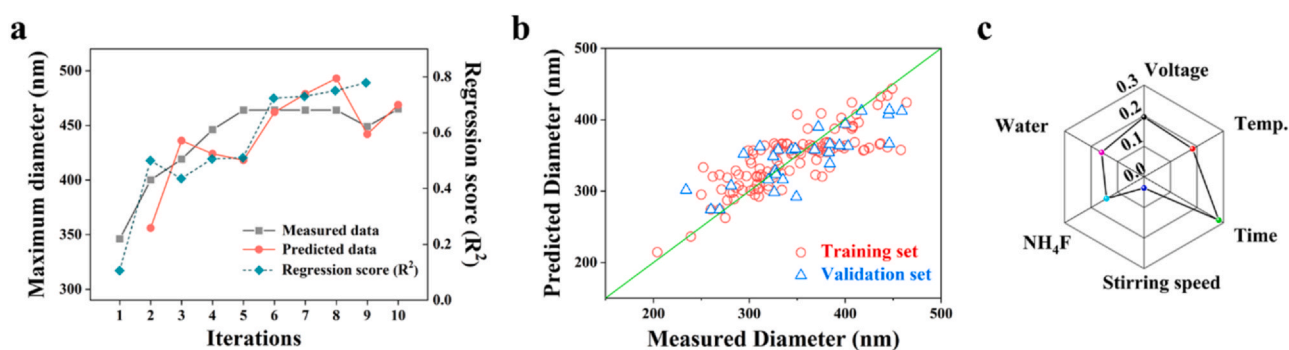 a
Maximum diameter (nm)
500
450
400
350
300
0.8
0.6
0.4
0.2
0.0
Regression score (R²)
Measured data
Predicted data
Regression score (R²)
1 2 3 4 5 6 7 8 9 10
Iterations
b
Predicted Diameter (nm)
500
400
300
200
Training set
Validation set
200 300 400 500
Measured Diameter (nm)
c
0.3
0.2
0.1
0.0
Voltage
Temp.
Time
Stirring speed
NH₄F
Water